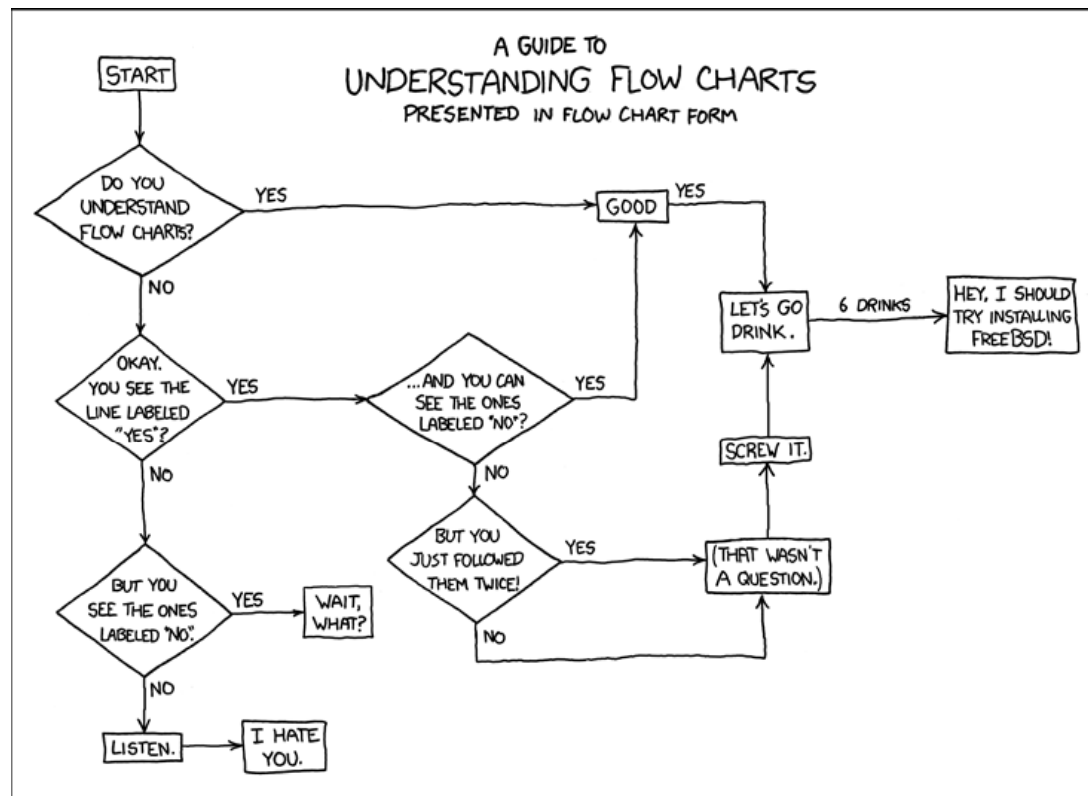 A GUIDE TO
UNDERSTANDING FLOW CHARTS
PRESENTED IN FLOW CHART FORM
START
DO YOU
UNDERSTAND
FLOW CHARTS?
YES
GOOD
YES
NO
LET'S GO
DRINK.
6 DRINKS
HEY, I SHOULD
TRY INSTALLING
FREEBSD!
OKAY.
YOU SEE THE
LINE LABELED
"YES"?
YES
...AND YOU CAN
SEE THE ONES
LABELED "NO"?
YES
NO
NO
SCREW IT.
BUT YOU
JUST FOLLOWED
THEM TWICE!
YES
(THAT WASN'T
A QUESTION.)
NO
BUT YOU
SEE THE ONES
LABELED "NO".
YES
WAIT,
WHAT?
NO
LISTEN.
I HATE
YOU.